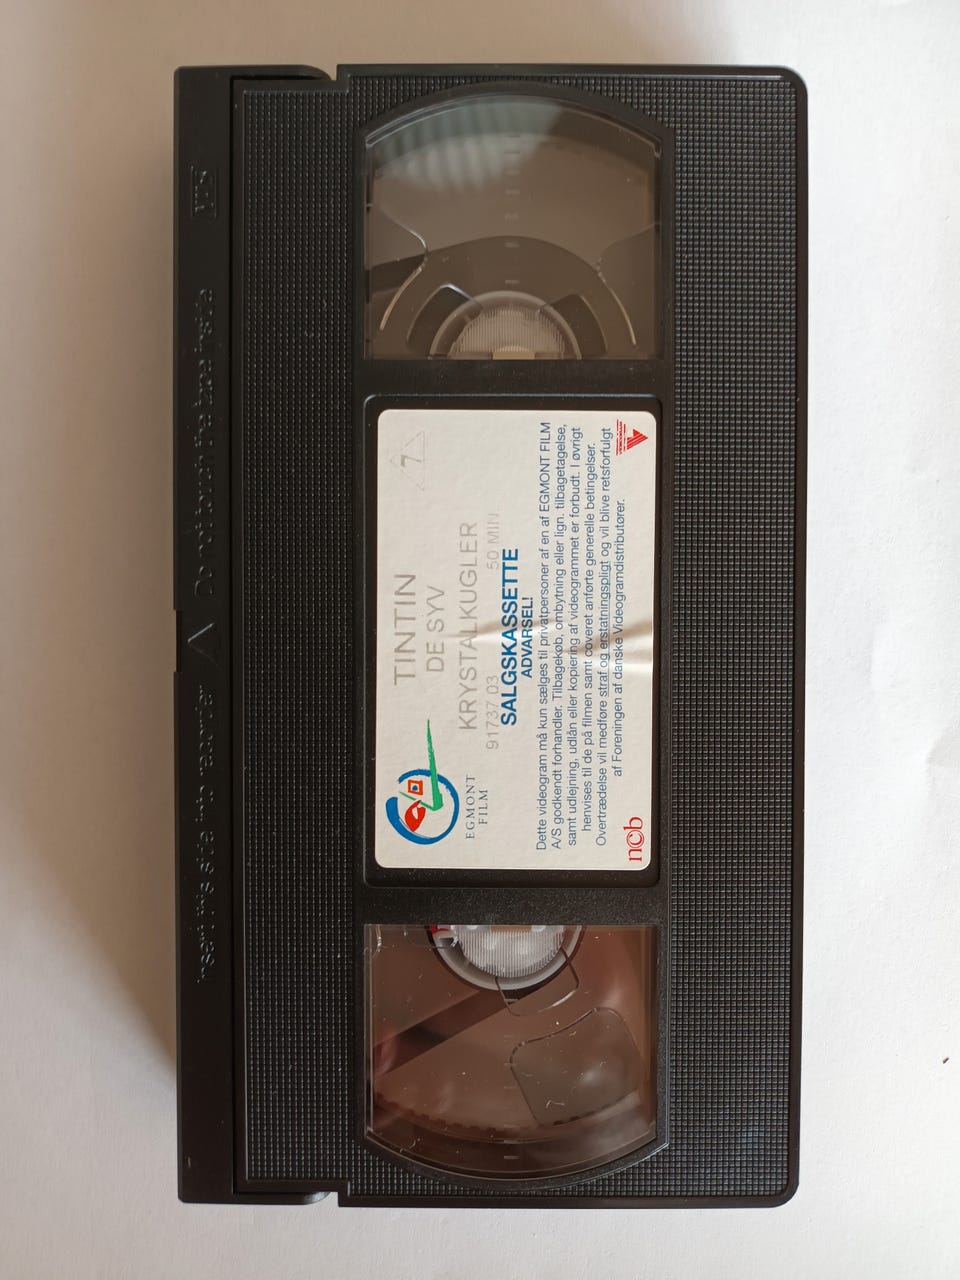 VHS
Insert this side into recorder
Do not touch the tape inside
7
TINTIN
DE SYV
KRYSTALKUGLER
91737 03 50 MIN.
EGMONT
FILM
SALGSKASSETTE
ADVARSEL!
Dette videogram må kun sælges til privatpersoner af en af EGMONT FILM
A/S godkendt forhandler. Tilbagekøb, ombytning eller lign. tilbagetagelse,
samt udlejning, udlån eller kopiering af videogrammet er forbudt. I øvrigt
henvises til de på filmen samt coveret anførte generelle betingelser.
Overtrædelse vil medføre straf og erstatningspligt og vil blive retsforfulgt
af Foreningen af danske Videogramdistributører.
ncb